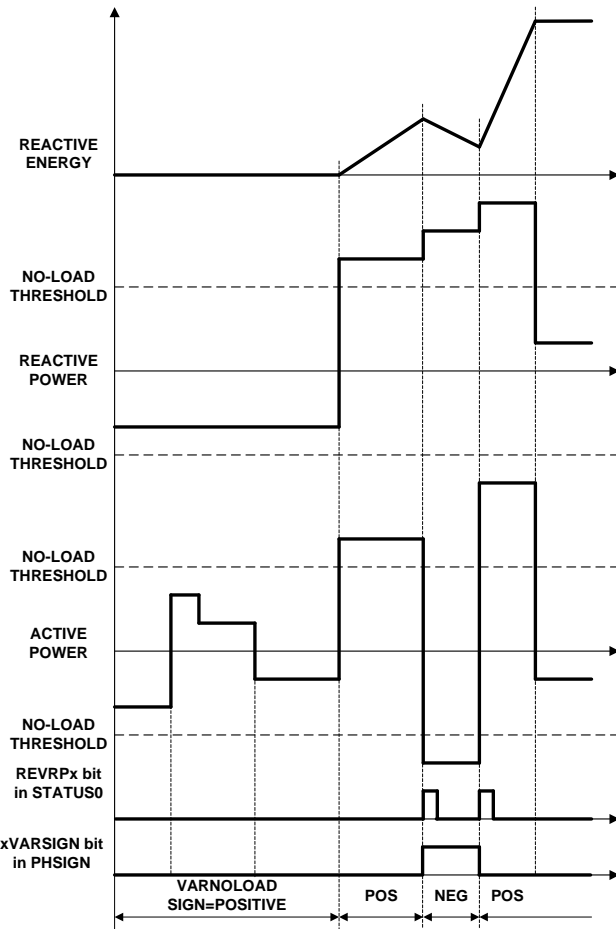 REACTIVE
ENERGY
NO-LOAD
THRESHOLD
REACTIVE
POWER
NO-LOAD
THRESHOLD
NO-LOAD
THRESHOLD
ACTIVE
POWER
NO-LOAD
THRESHOLD
REVRPx bit
in STATUS0
xVARSIGN bit
in PHSIGN
VARNOLOAD
SIGN=POSITIVE
POS
NEG
POS